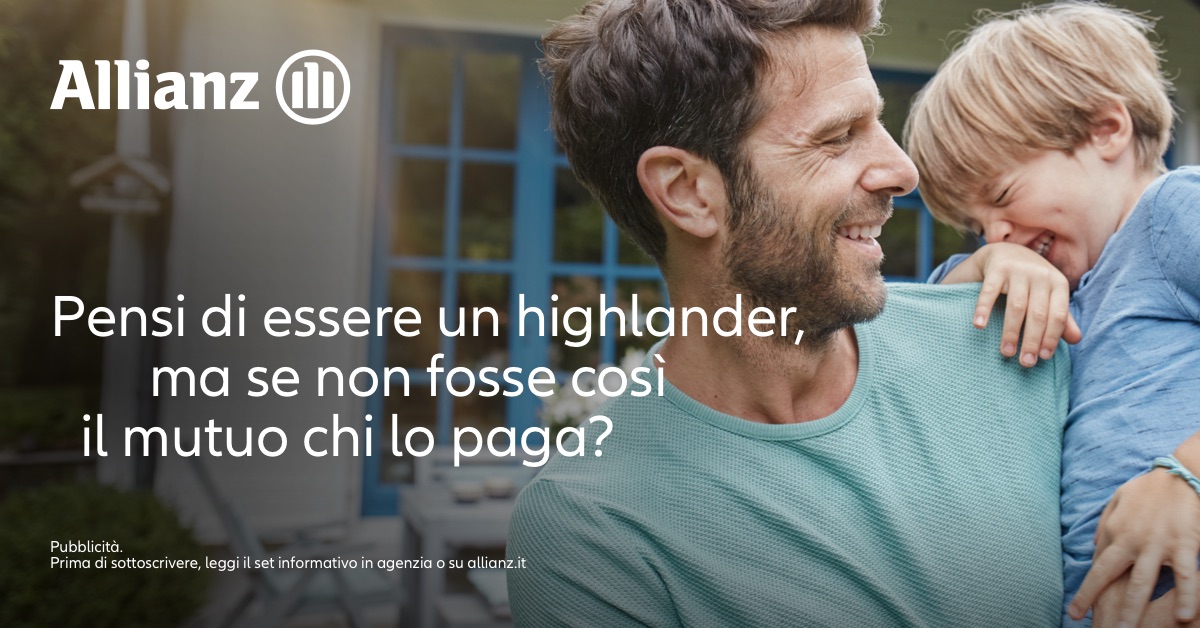 Allianz
Pensi di essere un highlander,
ma se non fosse così
il mutuo chi lo paga?
Pubblicità.
Prima di sottoscrivere, leggi il set informativo in agenzia o su allianz.it